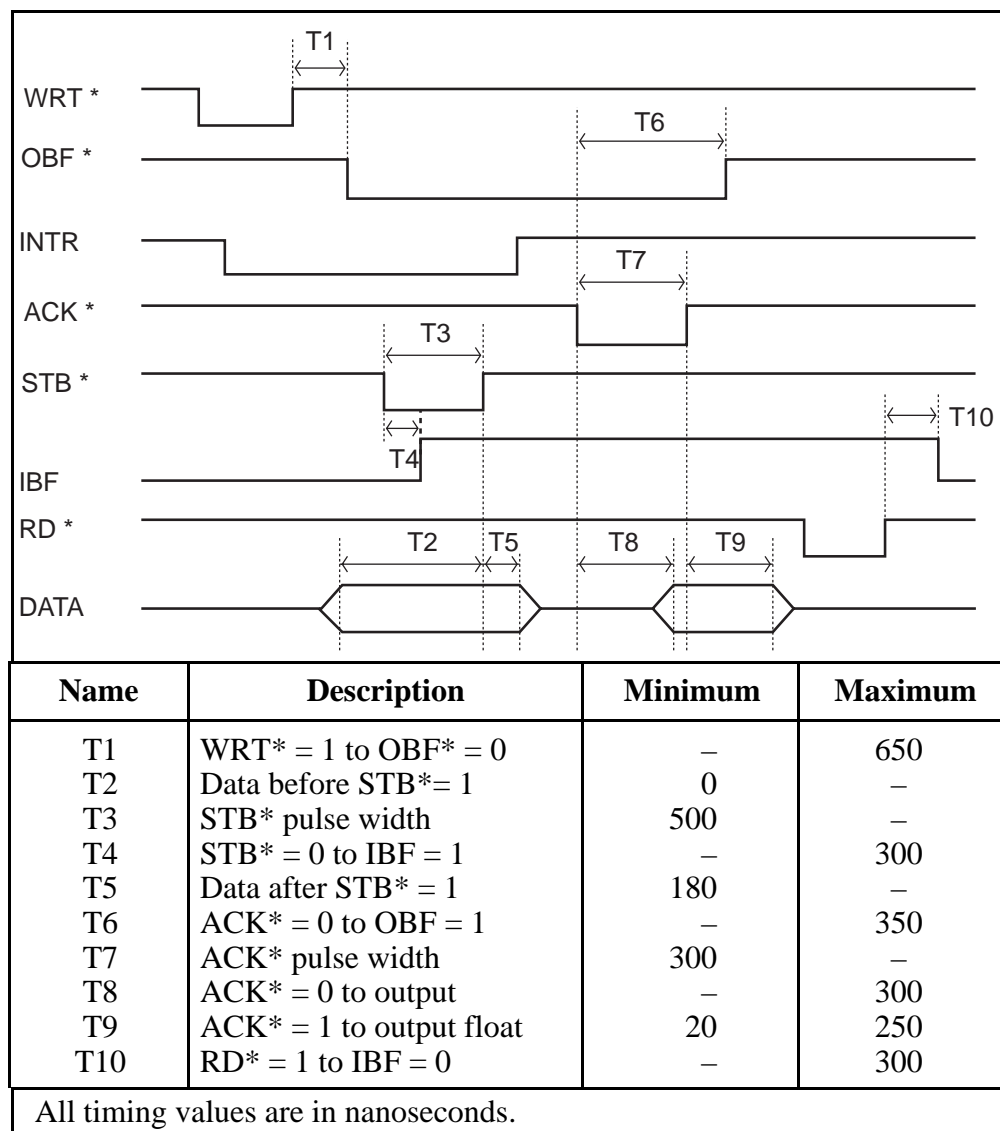 T1
WRT *
T6
OBF *
INTR
T7
ACK *
T3
STB *
T10
T4
IBF
RD *
T2 T5 T8 T9
DATA
Name Description Minimum Maximum
T1 WRT* = 1 to OBF* = 0 – 650
T2 Data before STB*= 1 0 –
T3 STB* pulse width 500 –
T4 STB* = 0 to IBF = 1 – 300
T5 Data after STB* = 1 180 –
T6 ACK* = 0 to OBF = 1 – 350
T7 ACK* pulse width 300 –
T8 ACK* = 0 to output – 300
T9 ACK* = 1 to output float 20 250
T10 RD* = 1 to IBF = 0 – 300
All timing values are in nanoseconds.